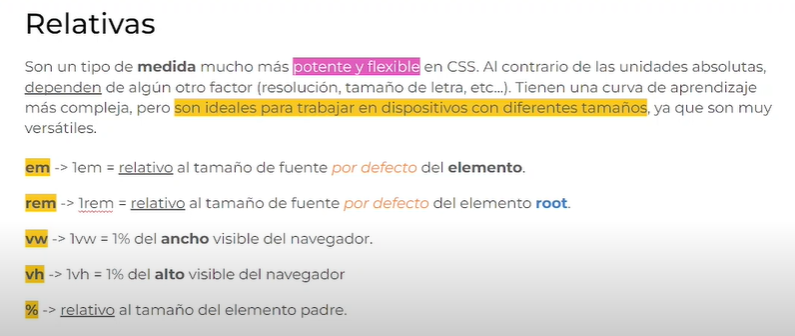 Relativas
Son un tipo de medida mucho más potente y flexible en CSS. Al contrario de las unidades absolutas,
dependen de algún otro factor (resolución, tamaño de letra, etc...). Tienen una curva de aprendizaje
más compleja, pero son ideales para trabajar en dispositivos con diferentes tamaños, ya que son muy
versátiles.
em -> 1em = relativo al tamaño de fuente por defecto del elemento.
rem -> 1rem = relativo al tamaño de fuente por defecto del elemento root.
vw -> 1vw = 1% del ancho visible del navegador.
vh -> 1vh = 1% del alto visible del navegador
% -> relativo al tamaño del elemento padre.